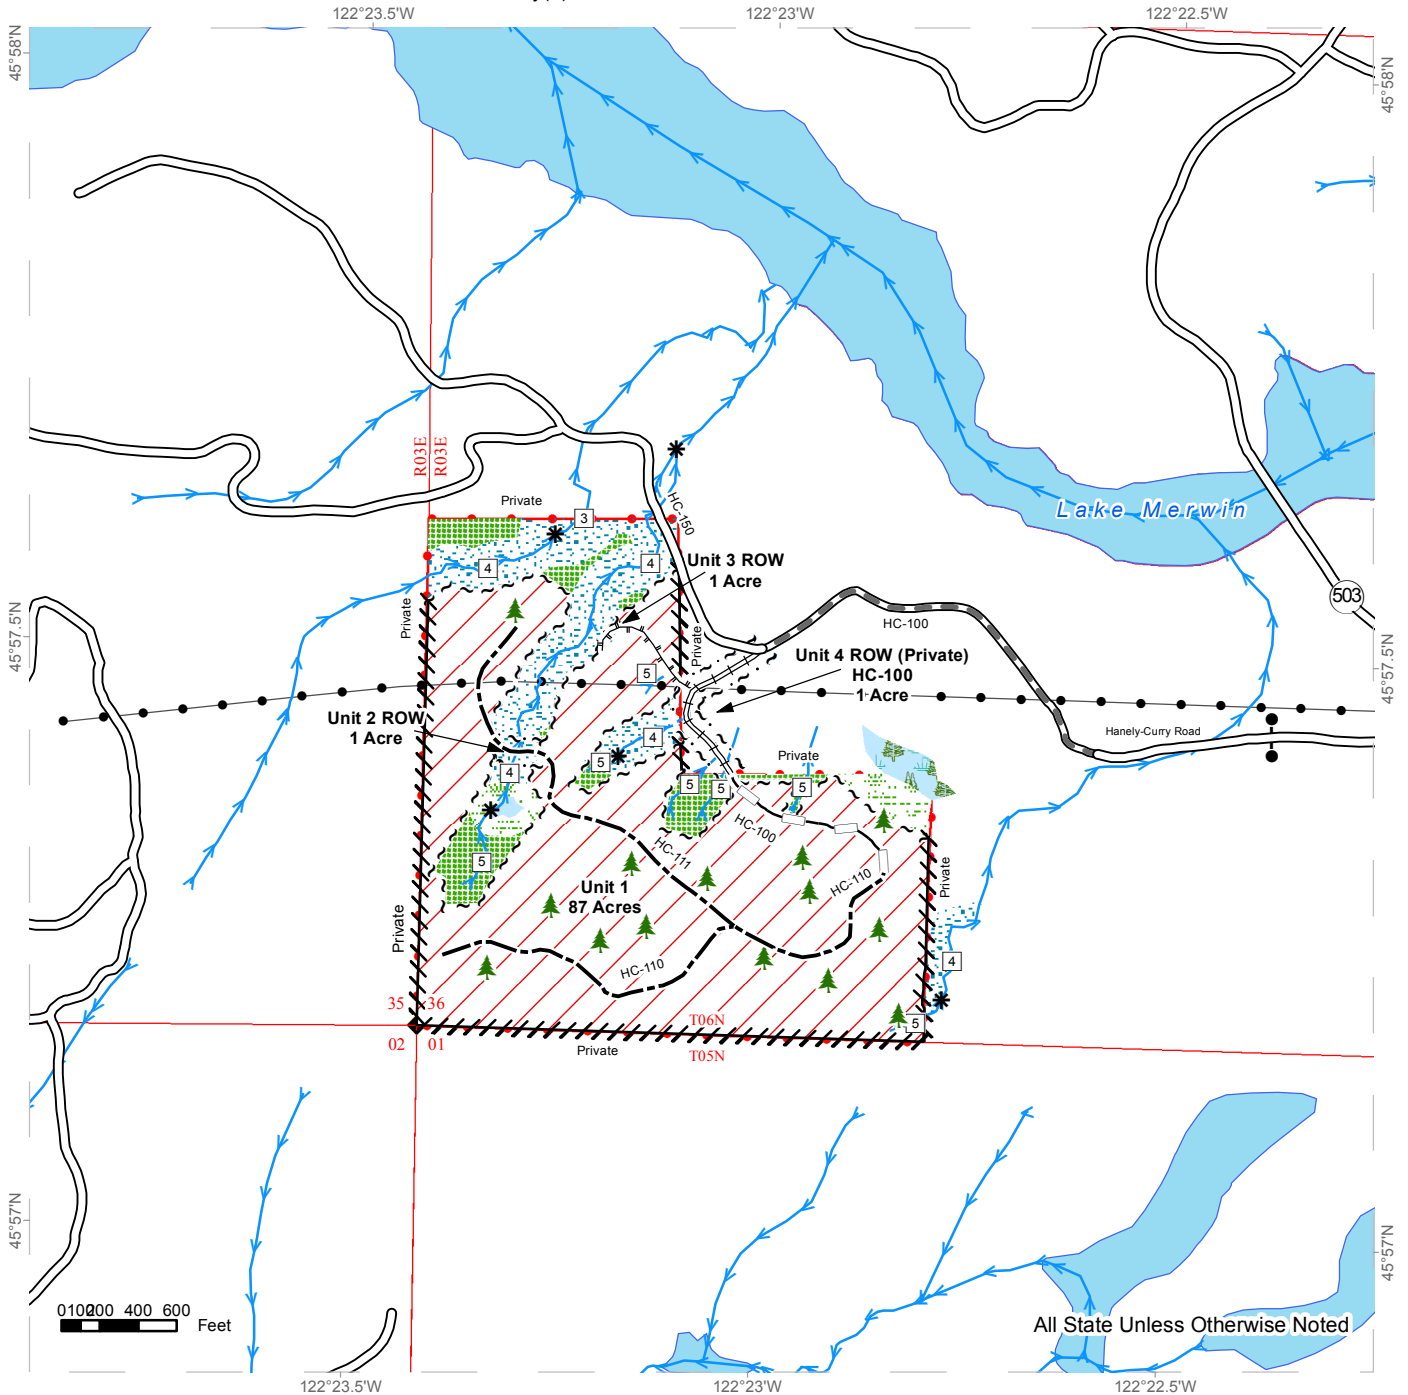 122°23.5'W
122°23'W
122°22.5'W
45°58'N
45°58'N
R03E
R03E
Private
HC-150
3
4
4
Unit 3 ROW
1 Acre
Lake Merwin
503
45°57.5'N
45°57.5'N
Private
Private
HC-100
5
Unit 4 ROW (Private)
HC-100
1 Acre
Unit 2 ROW
1 Acre
Hanely-Curry Road
4
5
4
Private
5
5
5
HC-100
HC-111
5
HC-110
Private
Unit 1
87 Acres
Private
HC-110
4
35
36
T06N
5
02
01
Private
T05N
45°57'N
45°57'N
0100200 400 600 Feet
All State Unless Otherwise Noted
122°23.5'W
122°23'W
122°22.5'W